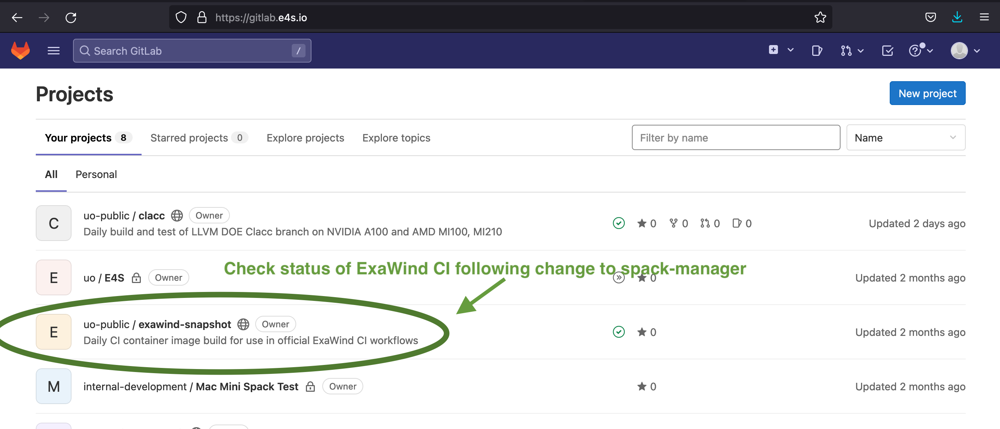 https://gitlab.e4s.io
Search GitLab /
Projects
New project
Your projects 8 Starred projects 0 Explore projects Explore topics Filter by name Name
All Personal
C uo-public / clacc Owner
Daily build and test of LLVM DOE Clacc branch on NVIDIA A100 and AMD MI100, MI210
0 0 0 0 Updated 2 days ago
Check status of ExaWind CI following change to spack-manager
E uo / E4S Owner 0 Updated 2 months ago
E uo-public / exawind-snapshot Owner
Daily CI container image build for use in official ExaWind CI workflows
0 Updated 2 months ago
M internal-development / Mac Mini Spack Test Owner 0 Updated 2 months ago